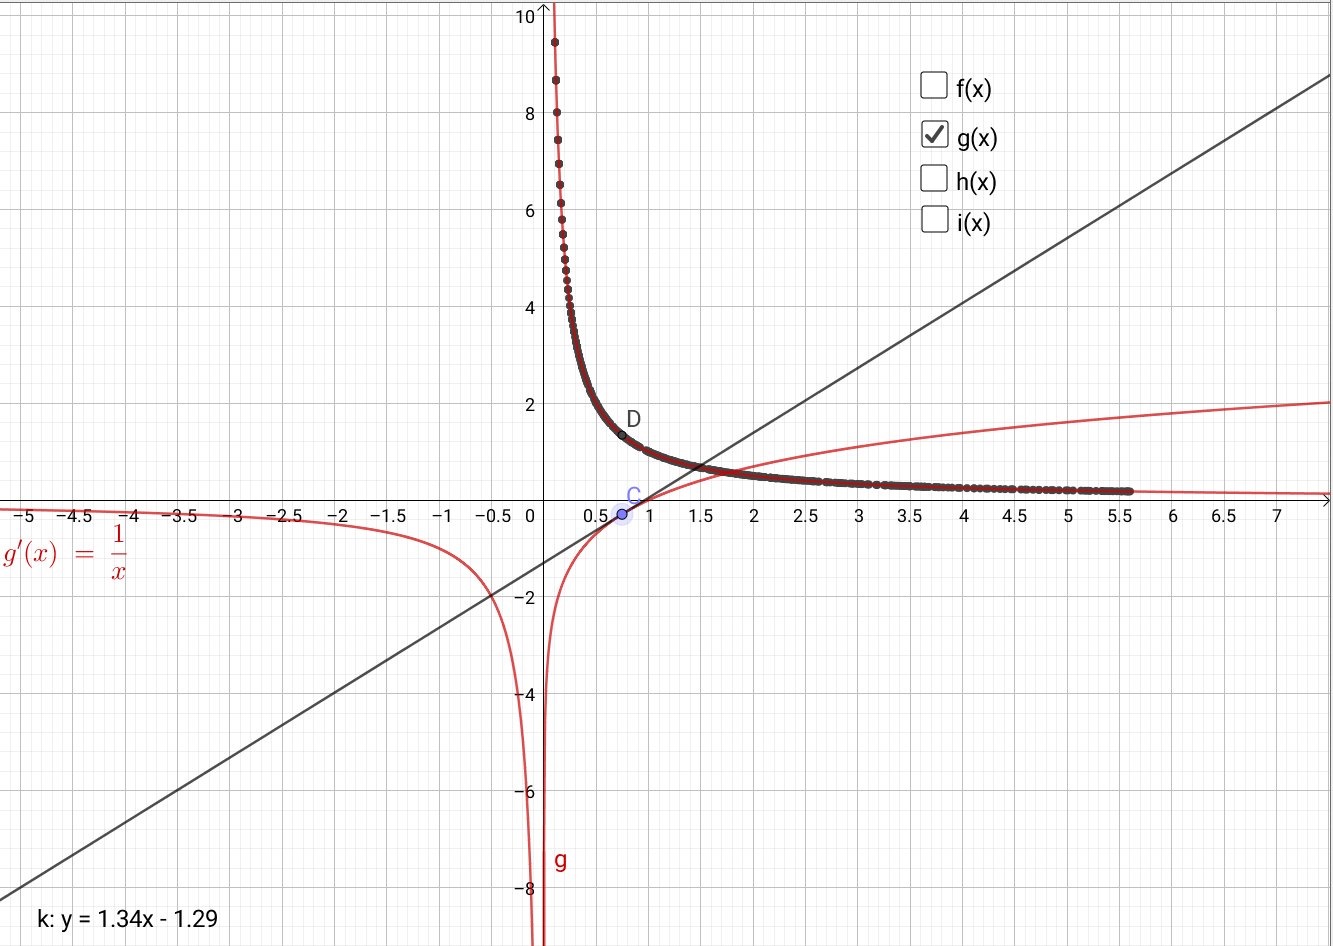 10
f(x)
8
g(x)
h(x)
6
i(x)
4
2
D
C
−5 −4.5 −4 −3.5 −3 −2.5 −2 −1.5 −1 −0.5 0 0.5 1 1.5 2 2.5 3 3.5 4 4.5 5 5.5 6 6.5 7
g′(x) = 1/x
−2
−4
−6
g
−8
k: y = 1.34x - 1.29